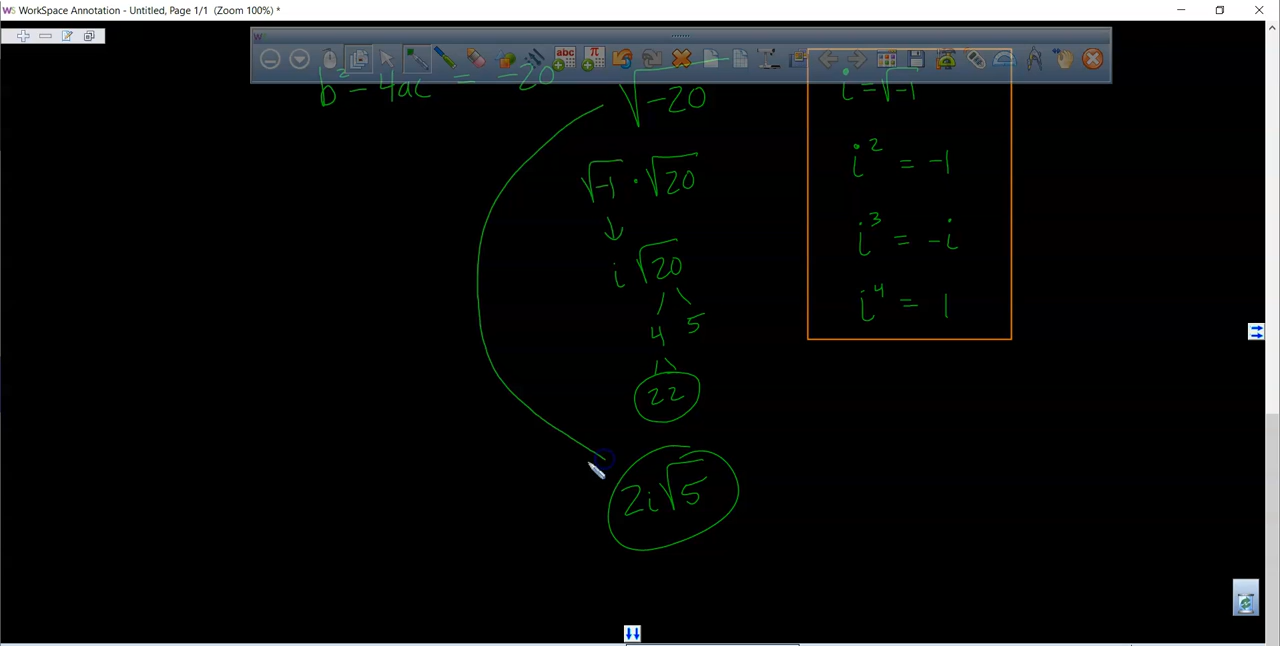 WorkSpace Annotation - Untitled, Page 1/1 (Zoom 100%) *
b² - 4ac = -20
√-20
√-1 · √20
↓
i √20
4 5
2 2
2i√5
i = √-1
i² = -1
i³ = -i
i⁴ = 1
abc
π